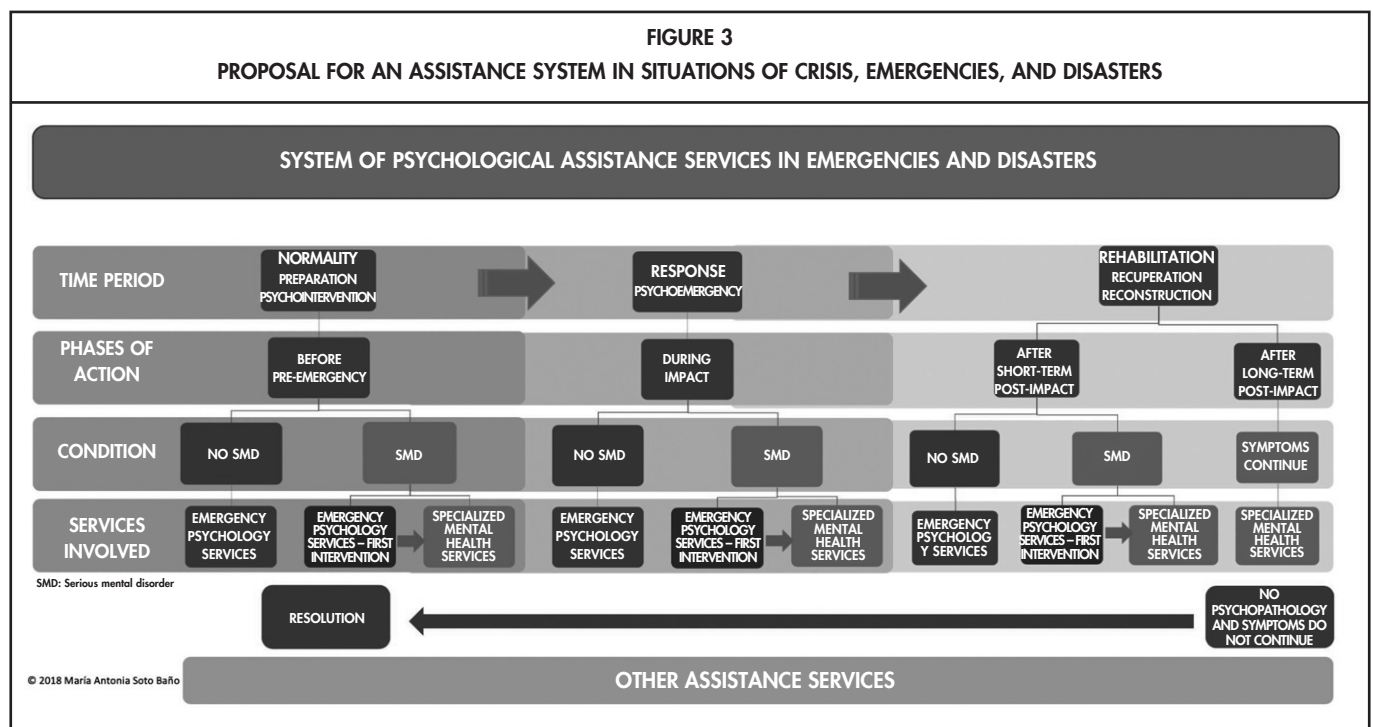 FIGURE 3
PROPOSAL FOR AN ASSISTANCE SYSTEM IN SITUATIONS OF CRISIS, EMERGENCIES, AND DISASTERS
SYSTEM OF PSYCHOLOGICAL ASSISTANCE SERVICES IN EMERGENCIES AND DISASTERS
TIME PERIOD
NORMALITY
PREPARATION
PSYCHOINTERVENTION
RESPONSE
PSYCHOEMERGENCY
REHABILITATION
RECUPERATION
RECONSTRUCTION
PHASES OF
ACTION
BEFORE
PRE-EMERGENCY
DURING
IMPACT
AFTER
SHORT-TERM
POST-IMPACT
AFTER
LONG-TERM
POST-IMPACT
CONDITION
NO SMD
SMD
NO SMD
SMD
NO SMD
SMD
SYMPTOMS
CONTINUE
SERVICES
INVOLVED
EMERGENCY
PSYCHOLOGY
SERVICES
EMERGENCY
PSYCHOLOGY
SERVICES – FIRST
INTERVENTION
SPECIALIZED
MENTAL
HEALTH
SERVICES
EMERGENCY
PSYCHOLOGY
SERVICES
EMERGENCY
PSYCHOLOGY
SERVICES – FIRST
INTERVENTION
SPECIALIZED
MENTAL
HEALTH
SERVICES
EMERGENCY
PSYCHOLOG
Y SERVICES
EMERGENCY
PSYCHOLOGY
SERVICES – FIRST
INTERVENTION
SPECIALIZED
MENTAL
HEALTH
SERVICES
SPECIALIZED
MENTAL
HEALTH
SERVICES
SMD: Serious mental disorder
RESOLUTION
NO
PSYCHOPATHOLOGY
AND SYMPTOMS DO
NOT CONTINUE
© 2018 María Antonia Soto Baño
OTHER ASSISTANCE SERVICES